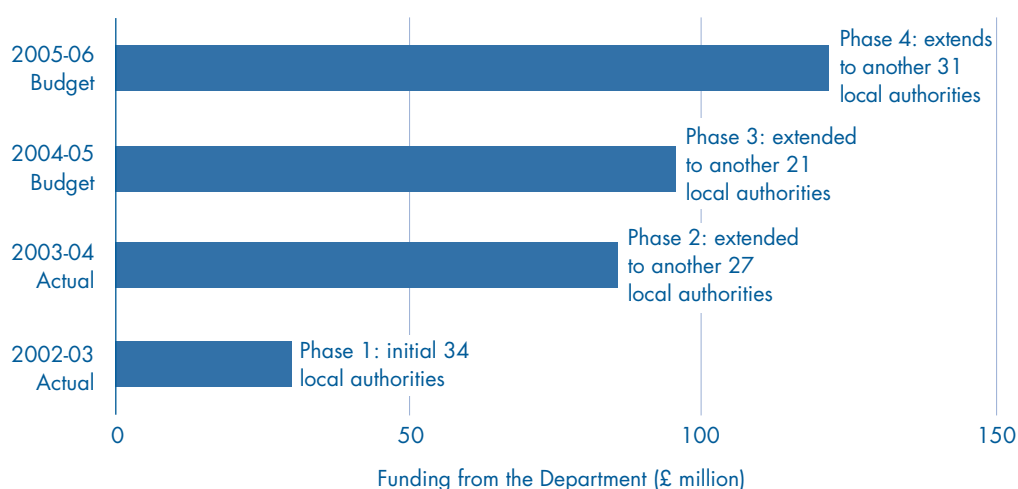 2005-06
Budget
Phase 4: extends
to another 31
local authorities
2004-05
Budget
Phase 3: extended
to another 21
local authorities
2003-04
Actual
Phase 2: extended
to another 27
local authorities
2002-03
Actual
Phase 1: initial 34
local authorities
0
50
100
150
Funding from the Department (£ million)